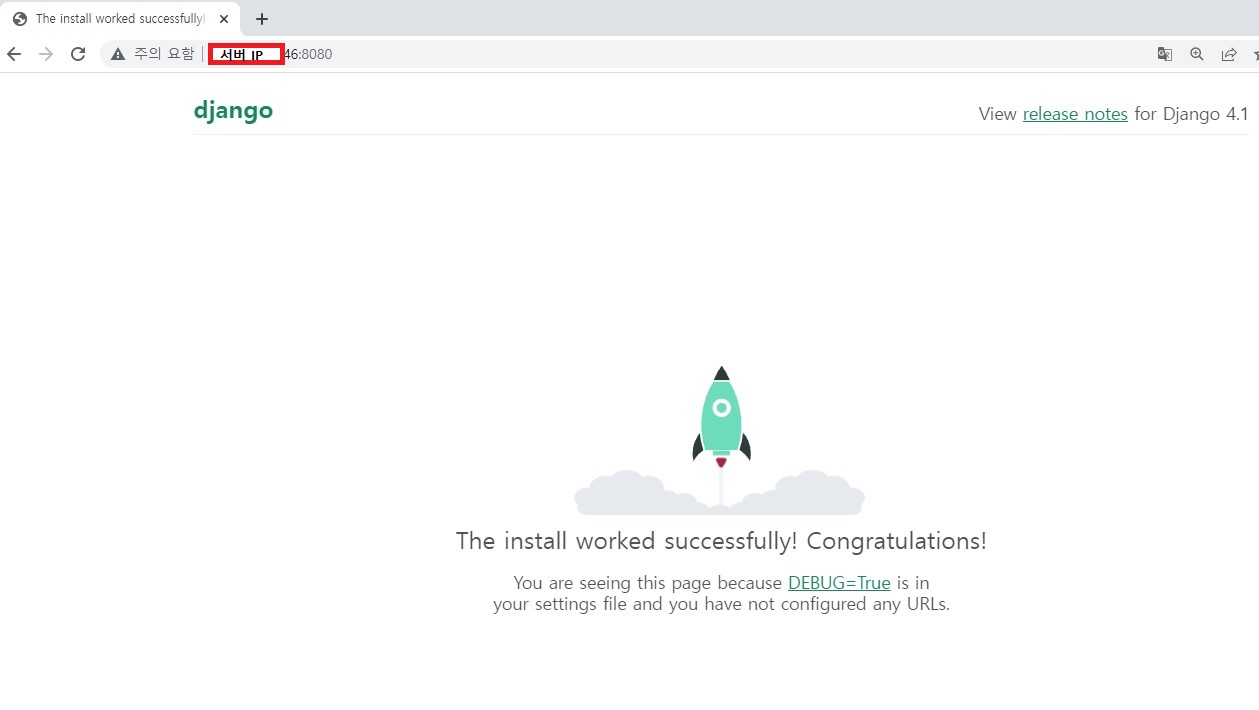 The install worked successfully!
주의 요함 서버 IP 46:8080
django
View release notes for Django 4.1
The install worked successfully! Congratulations!
You are seeing this page because DEBUG=True is in
your settings file and you have not configured any URLs.